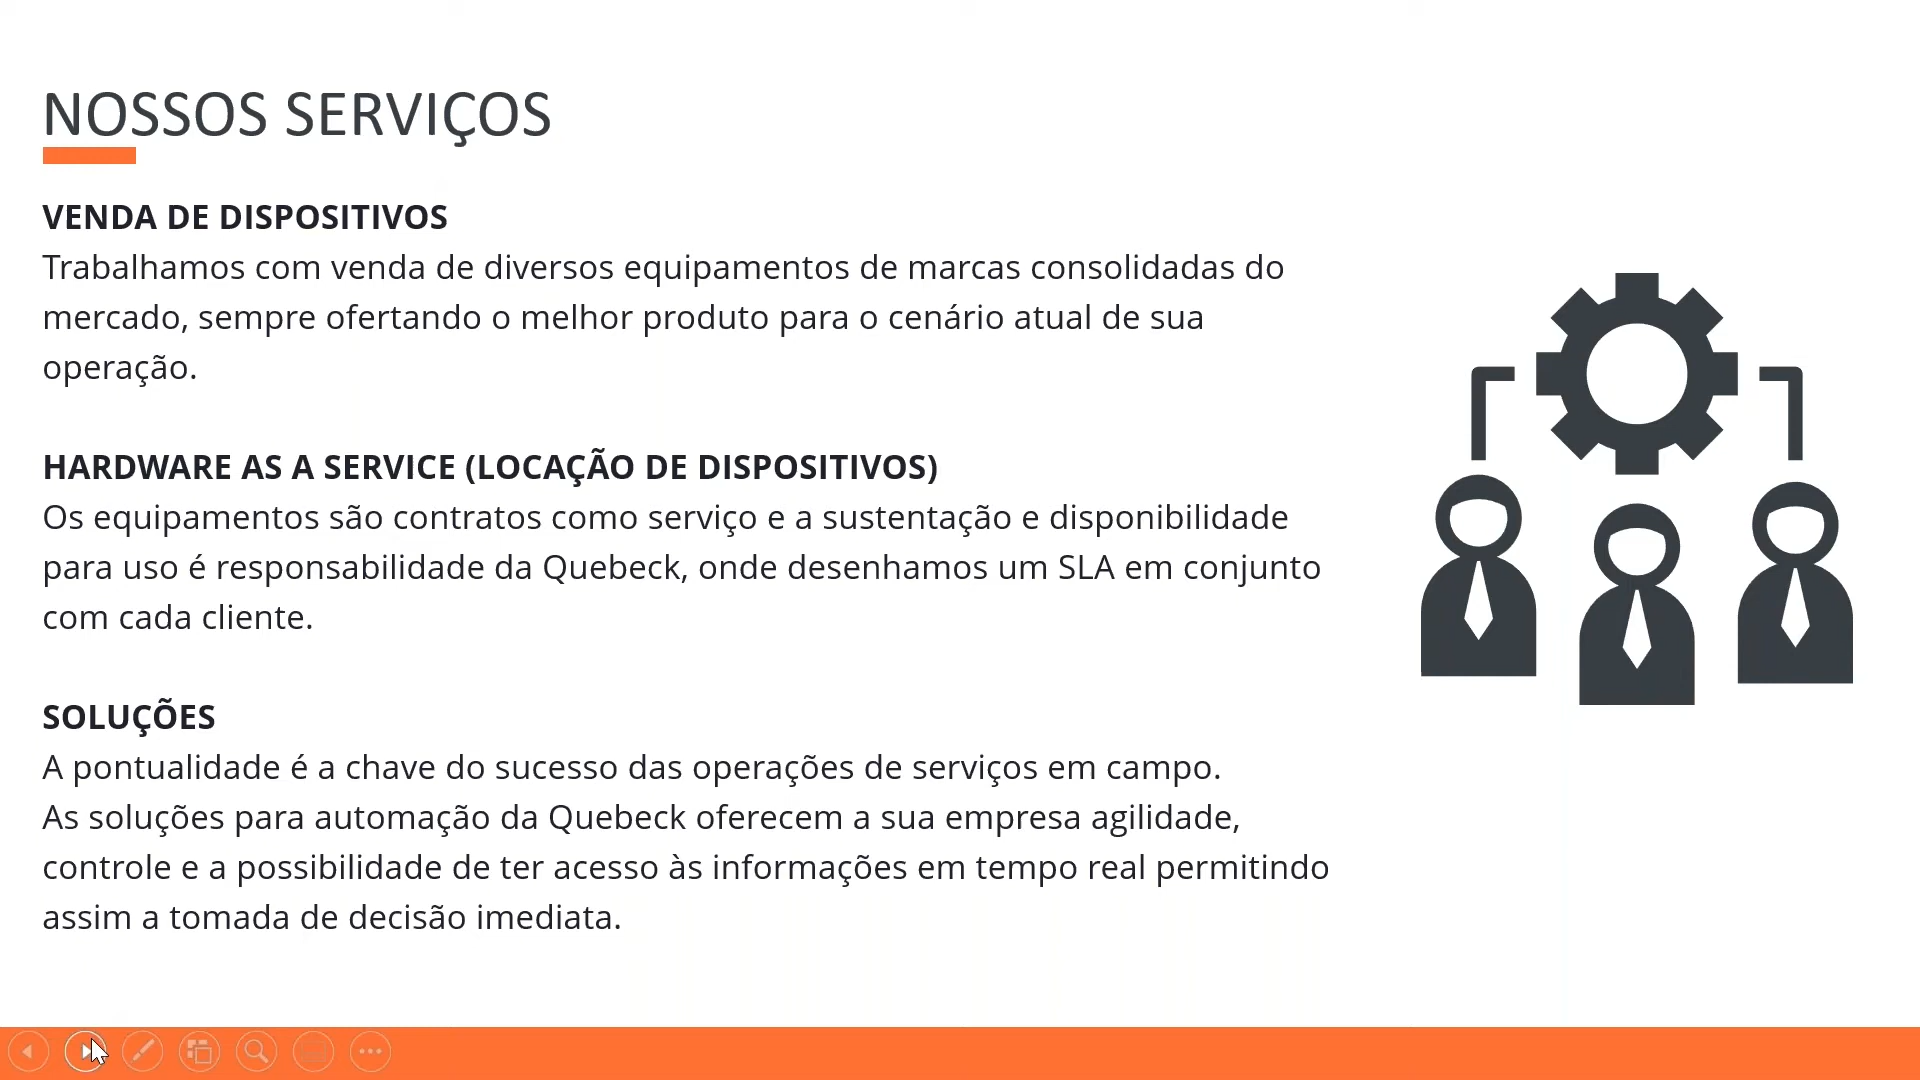 NOSSOS SERVIÇOS
VENDA DE DISPOSITIVOS
Trabalhamos com venda de diversos equipamentos de marcas consolidadas do
mercado, sempre ofertando o melhor produto para o cenário atual de sua
operação.
HARDWARE AS A SERVICE (LOCAÇÃO DE DISPOSITIVOS)
Os equipamentos são contratos como serviço e a sustentação e disponibilidade
para uso é responsabilidade da Quebeck, onde desenhamos um SLA em conjunto
com cada cliente.
SOLUÇÕES
A pontualidade é a chave do sucesso das operações de serviços em campo.
As soluções para automação da Quebeck oferecem a sua empresa agilidade,
controle e a possibilidade de ter acesso às informações em tempo real permitindo
assim a tomada de decisão imediata.